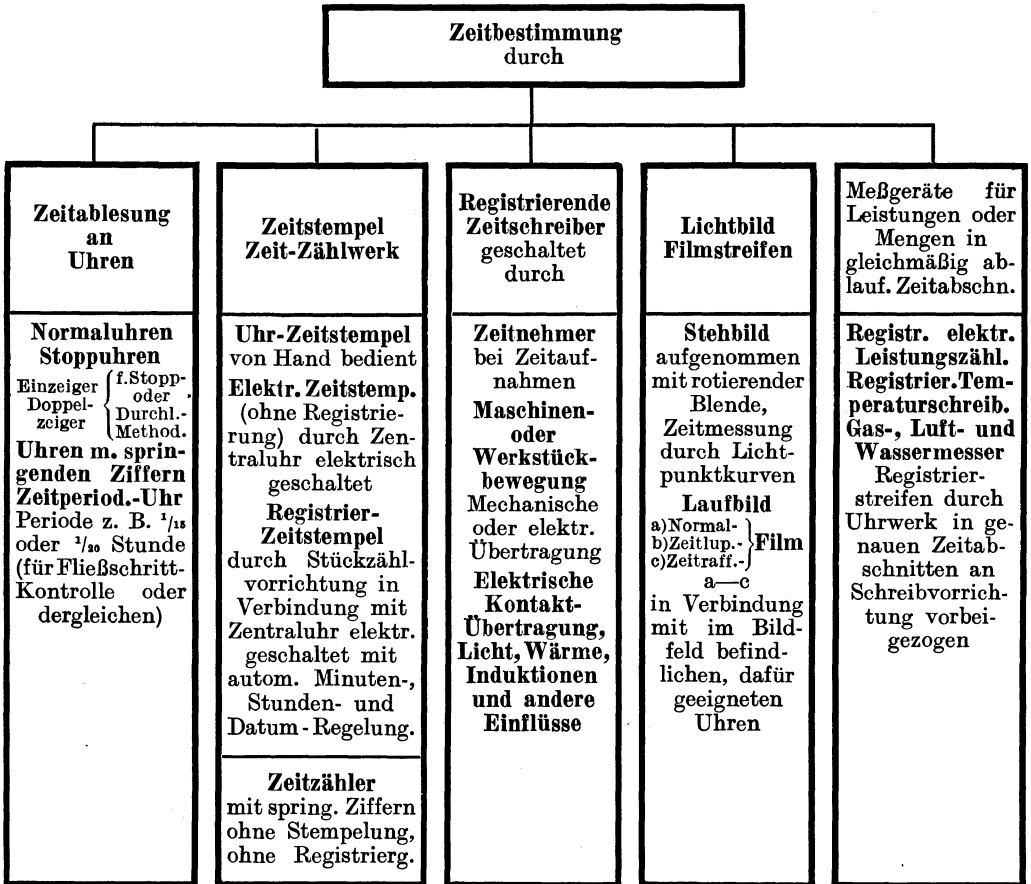 Zeitbestimmung
durch
Zeitablesung
an
Uhren
Normaluhren
Stoppuhren
Einzeiger { f.Stopp-
Doppel- oder
zeiger Durchl.-
Method.
Uhren m. sprin-
genden Ziffern
Zeitperiod.-Uhr
Periode z. B. 1/15
oder 1/20 Stunde
(für Fließschritt-
Kontrolle oder
dergleichen)
Zeitstempel
Zeit-Zählwerk
Uhr-Zeitstempel
von Hand bedient
Elektr. Zeitstemp.
(ohne Registrie-
rung) durch Zen-
traluhr elektrisch
geschaltet
Registrier-
Zeitstempel
durch Stückzähl-
vorrichtung in
Verbindung mit
Zentraluhr elektr.
geschaltet mit
autom. Minuten-,
Stunden- und
Datum-Regelung.
Zeitzähler
mit spring. Ziffern
ohne Stempelung,
ohne Registrierg.
Registrierende
Zeitschreiber
geschaltet
durch
Zeitnehmer
bei Zeitauf-
nahmen
Maschinen-
oder
Werkstück-
bewegung
Mechanische
oder elektr.
Übertragung
Elektrische
Kontakt-
Übertragung,
Licht, Wärme,
Induktionen
und andere
Einflüsse
Lichtbild
Filmstreifen
Stehbild
aufgenommen
mit rotierender
Blende,
Zeitmessung
durch Licht-
punktkurven
Laufbild
a)Normal-
b)Zeitlup.- } Film
c)Zeitraff.-
a—c
in Verbindung
mit im Bild-
feld befind-
lichen, dafür
geeigneten
Uhren
Meßgeräte für
Leistungen oder
Mengen in
gleichmäßig ab-
lauf. Zeitabschn.
Registr. elektr.
Leistungszähl.
Registrier.Tem-
peraturschreib.
Gas-, Luft- und
Wassermesser
Registrier-
streifen durch
Uhrwerk in ge-
nauen Zeitab-
schnitten an
Schreibvorrich-
tung vorbei-
gezogen